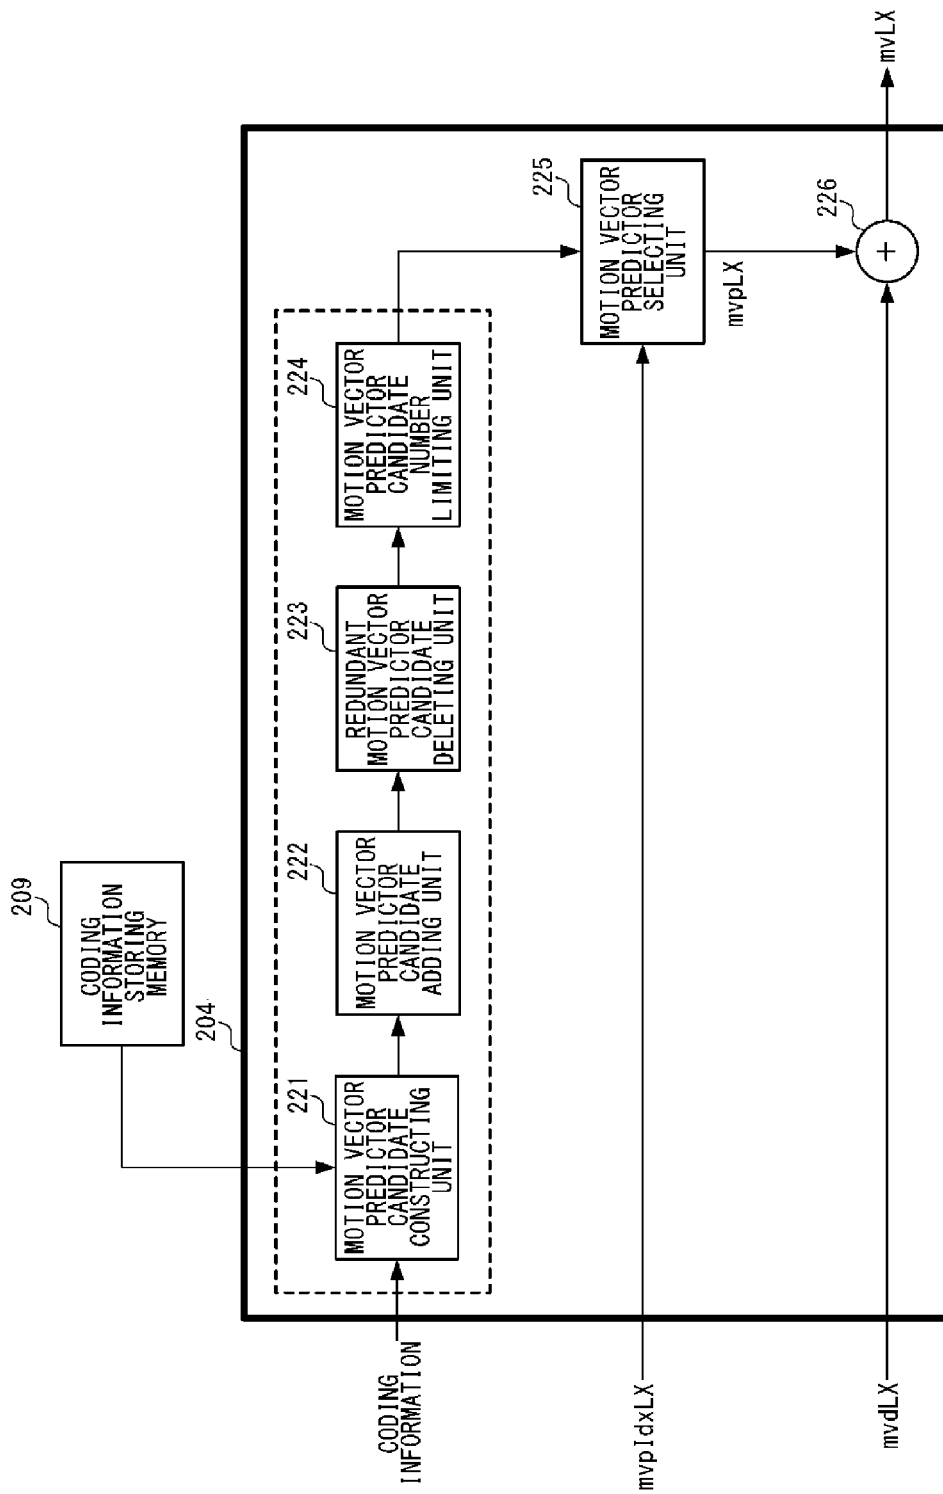 209
CODING
INFORMATION
STORING
MEMORY
204
221
MOTION VECTOR
PREDICTOR
CANDIDATE
CONSTRUCTING
UNIT
222
MOTION VECTOR
PREDICTOR
CANDIDATE
ADDING UNIT
223
REDUNDANT
MOTION VECTOR
PREDICTOR
CANDIDATE
DELETING UNIT
224
MOTION VECTOR
PREDICTOR
CANDIDATE
NUMBER
LIMITING UNIT
CODING
INFORMATION
225
MOTION VECTOR
PREDICTOR
SELECTING
UNIT
mvpIdxLX
mvpLX
226
+
mvdLX
mvLX